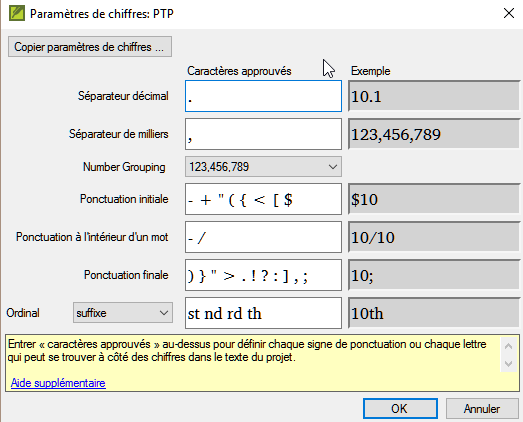 Paramètres de chiffres: PTP
Copier paramètres de chiffres ...
Caractères approuvés Exemple
Séparateur décimal . 10.1
Séparateur de milliers , 123,456,789
Number Grouping 123,456,789
Ponctuation initiale - + " ( { < [ $ $10
Ponctuation à l'intérieur d'un mot - / 10/10
Ponctuation finale ) } " > . ! ? : ] , ; 10;
Ordinal suffixe st nd rd th 10th
Entrer « caractères approuvés » au-dessus pour définir chaque signe de ponctuation ou chaque lettre
qui peut se trouver à côté des chiffres dans le texte du projet.
Aide supplémentaire
OK Annuler